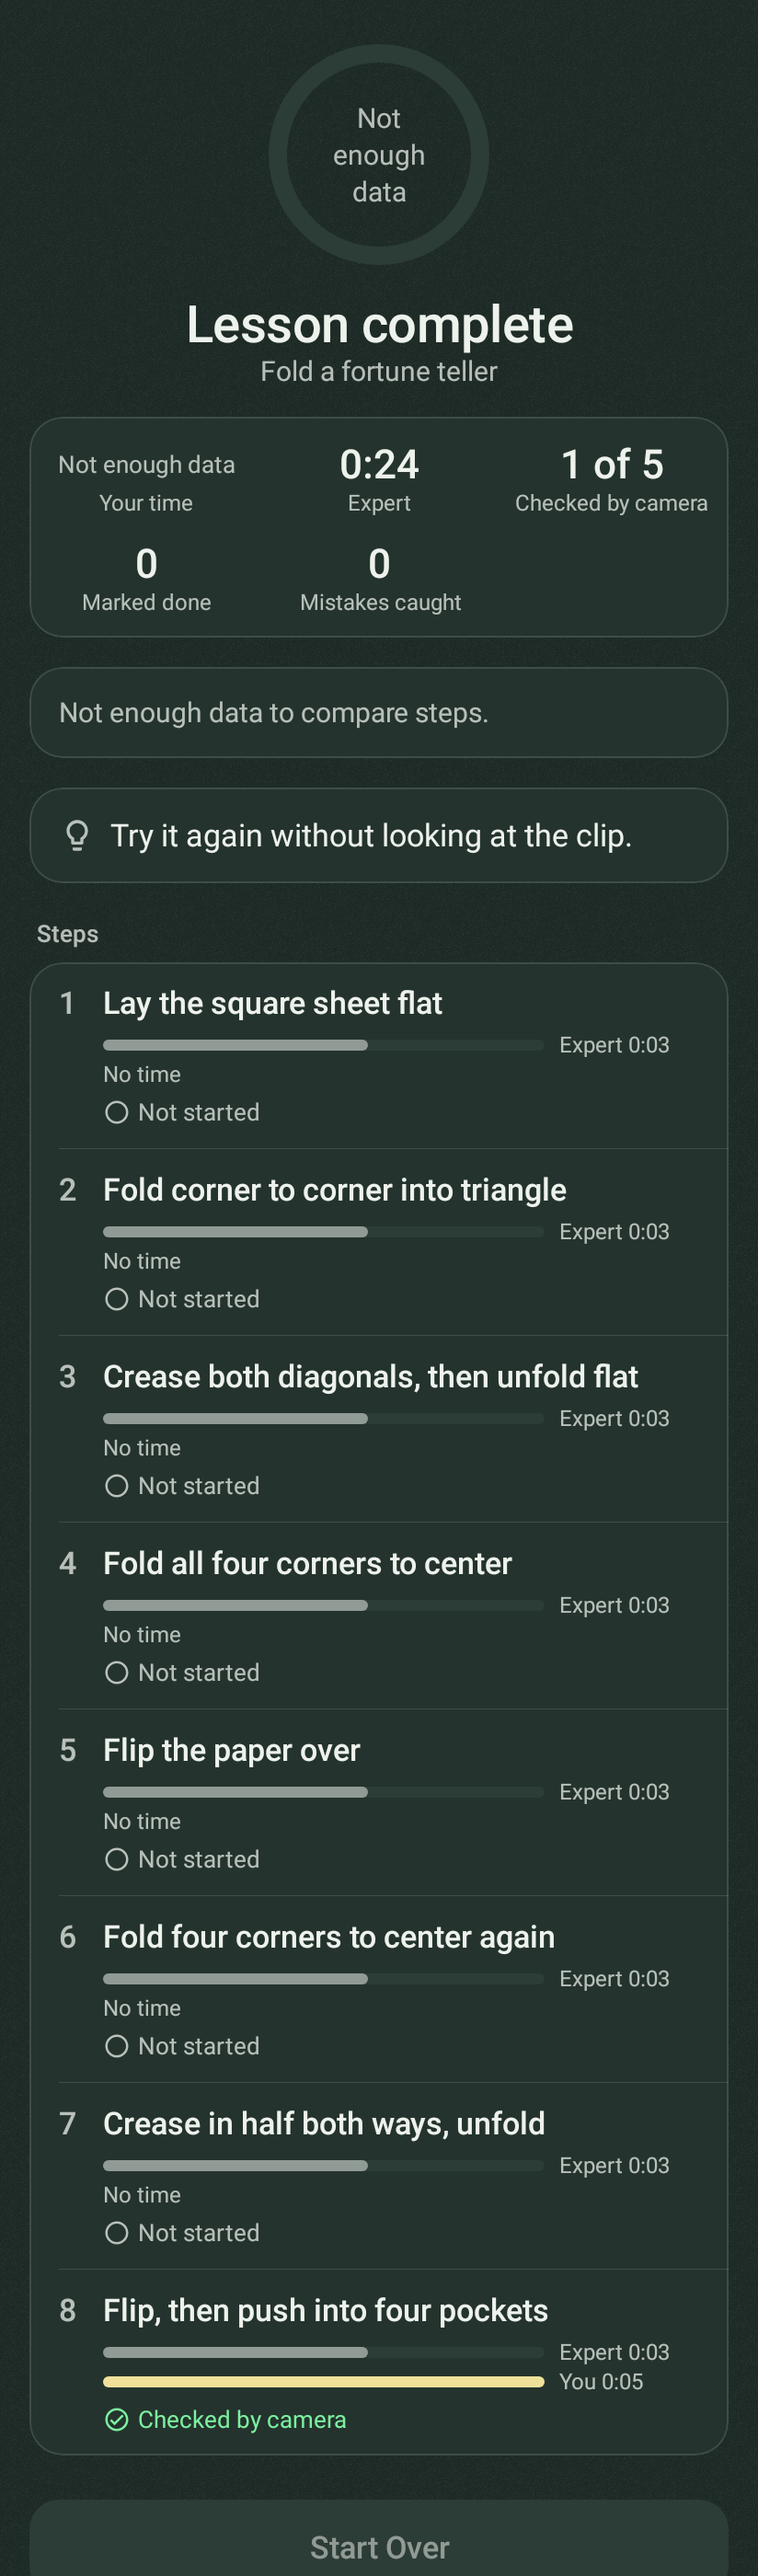 Not
enough
data
Lesson complete
Fold a fortune teller
Not enough data
Your time
0:24
Expert
1 of 5
Checked by camera
0
Marked done
0
Mistakes caught
Not enough data to compare steps.
Try it again without looking at the clip.
Steps
1 Lay the square sheet flat
Expert 0:03
No time
Not started
2 Fold corner to corner into triangle
Expert 0:03
No time
Not started
3 Crease both diagonals, then unfold flat
Expert 0:03
No time
Not started
4 Fold all four corners to center
Expert 0:03
No time
Not started
5 Flip the paper over
Expert 0:03
No time
Not started
6 Fold four corners to center again
Expert 0:03
No time
Not started
7 Crease in half both ways, unfold
Expert 0:03
No time
Not started
8 Flip, then push into four pockets
Expert 0:03
You 0:05
Checked by camera
Start Over